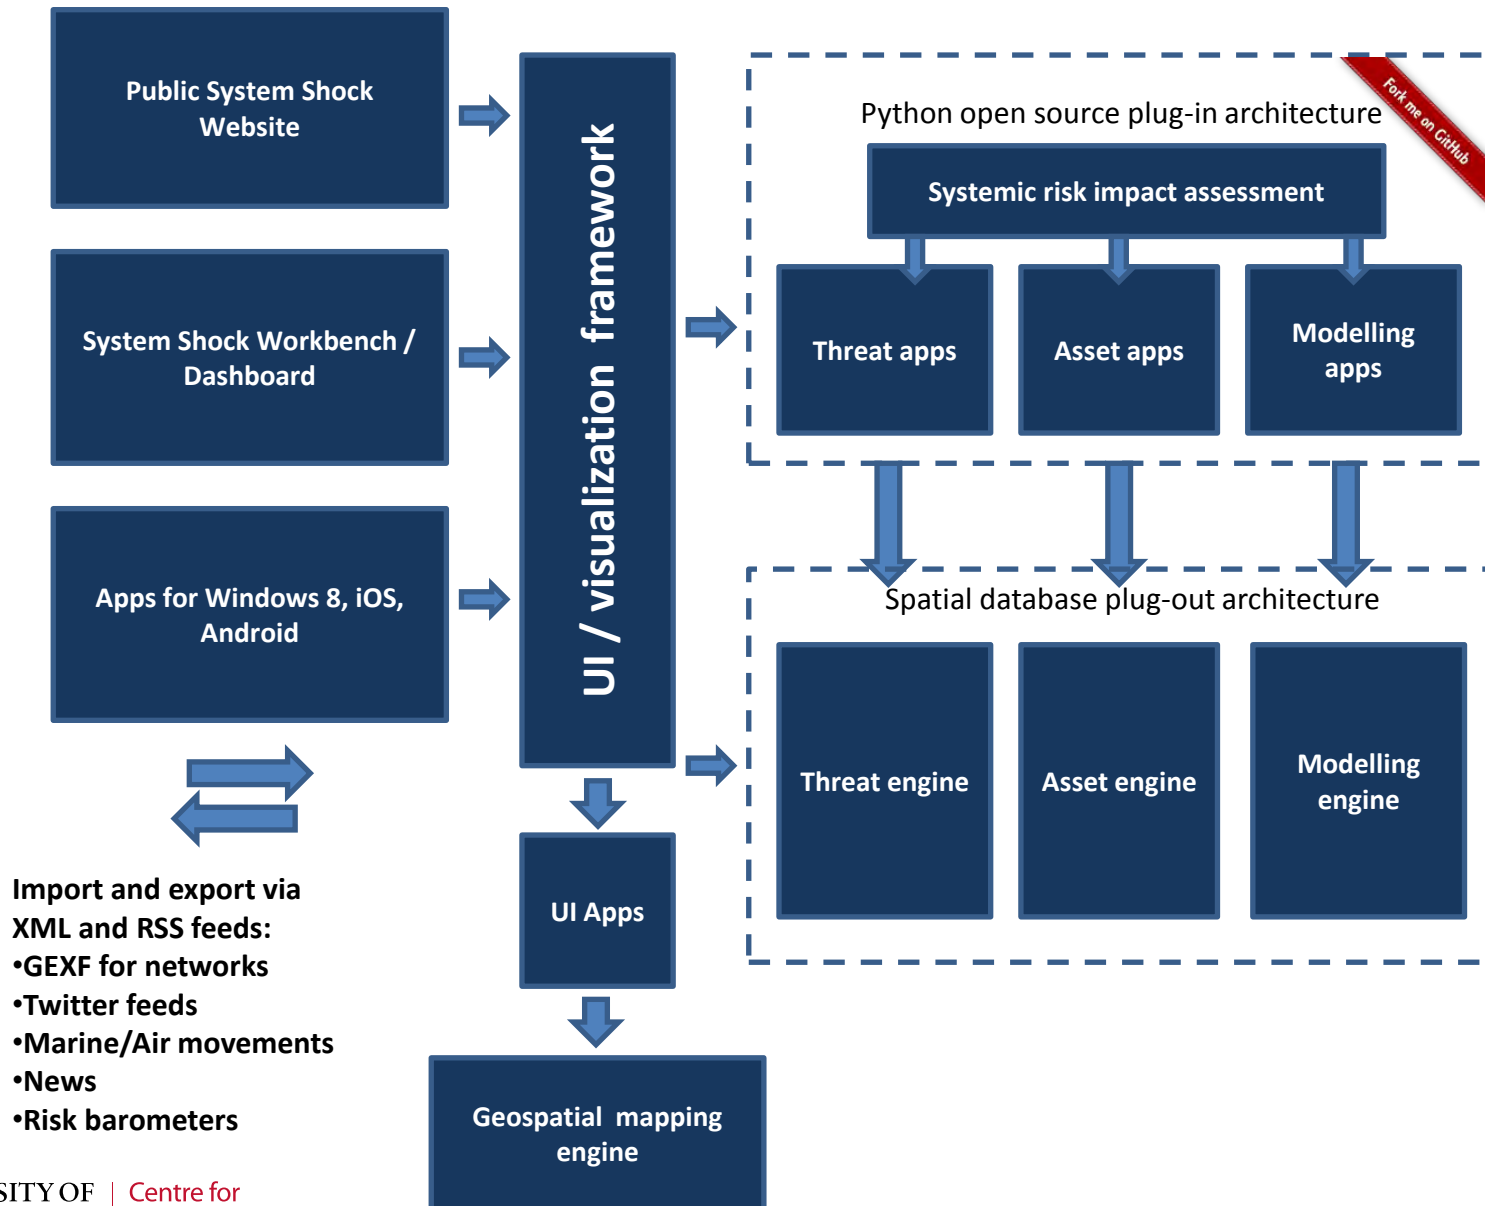 Public System Shock
Website
System Shock Workbench /
Dashboard
Apps for Windows 8, iOS,
Android
UI / visualization framework
Python open source plug-in architecture
Fork me on GitHub
Systemic risk impact assessment
Threat apps
Asset apps
Modelling
apps
Spatial database plug-out architecture
Threat engine
Asset engine
Modelling
engine
UI Apps
Geospatial mapping
engine
Import and export via
XML and RSS feeds:
•GEXF for networks
•Twitter feeds
•Marine/Air movements
•News
•Risk barometers
SITY OF | Centre for